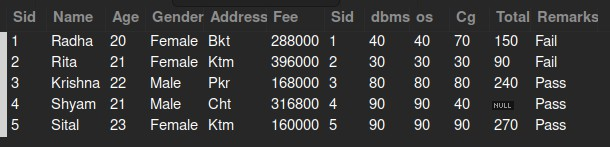 Sid Name Age Gender Address Fee Sid dbms os Cg Total Remarks
1 Radha 20 Female Bkt 288000 1 40 40 70 150 Fail
2 Rita 21 Female Ktm 396000 2 30 30 30 90 Fail
3 Krishna 22 Male Pkr 168000 3 80 80 80 240 Pass
4 Shyam 21 Male Cht 316800 4 90 90 40 NULL Pass
5 Sital 23 Female Ktm 160000 5 90 90 90 270 Pass